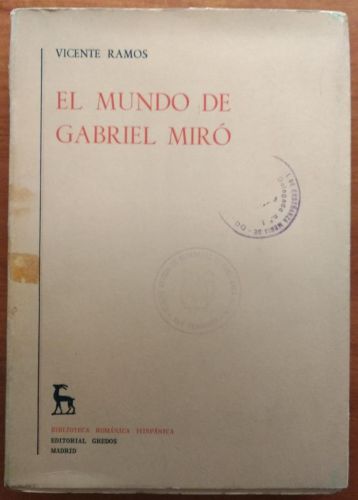 VICENTE RAMOS
EL MUNDO DE
GABRIEL MIRÓ
BIBLIOTECA ROMÁNICA HISPÁNICA
EDITORIAL GREDOS
MADRID